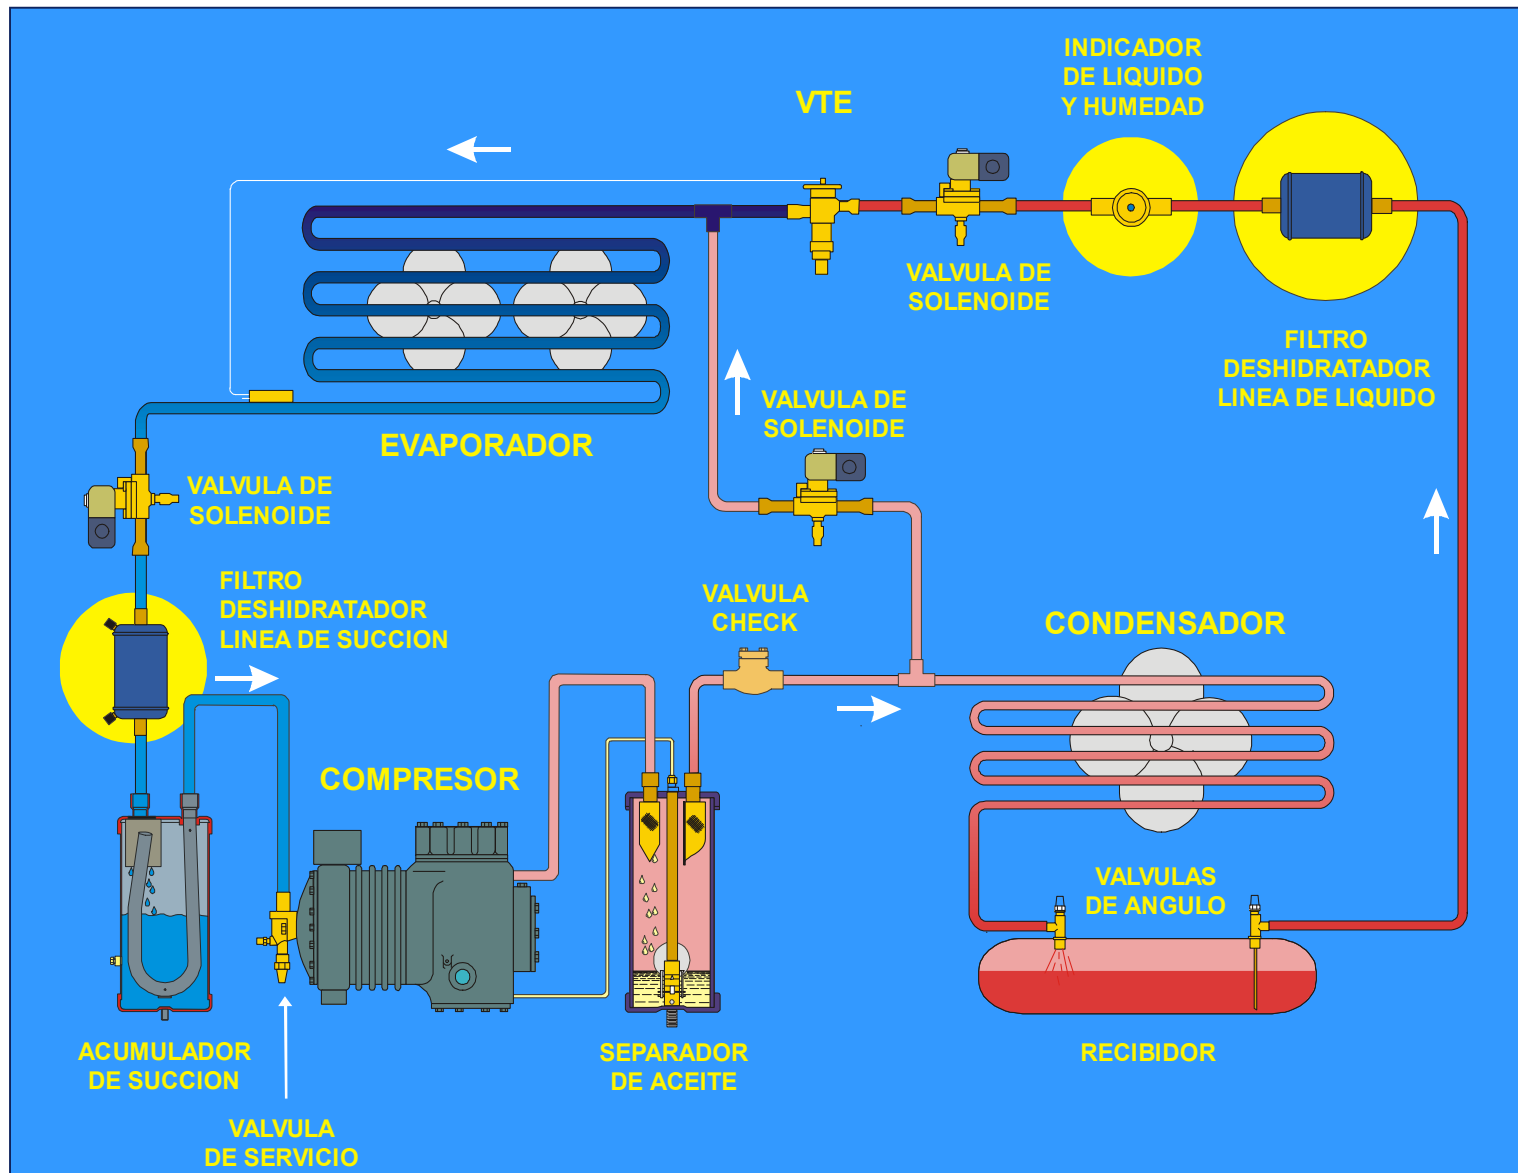 INDICADOR
DE LIQUIDO
Y HUMEDAD
VTE
VALVULA DE
SOLENOIDE
FILTRO
DESHIDRATADOR
LINEA DE LIQUIDO
VALVULA DE
SOLENOIDE
EVAPORADOR
VALVULA DE
SOLENOIDE
FILTRO
DESHIDRATADOR
LINEA DE SUCCION
VALVULA
CHECK
CONDENSADOR
COMPRESOR
VALVULAS
DE ANGULO
ACUMULADOR
DE SUCCION
SEPARADOR
DE ACEITE
RECIBIDOR
VALVULA
DE SERVICIO